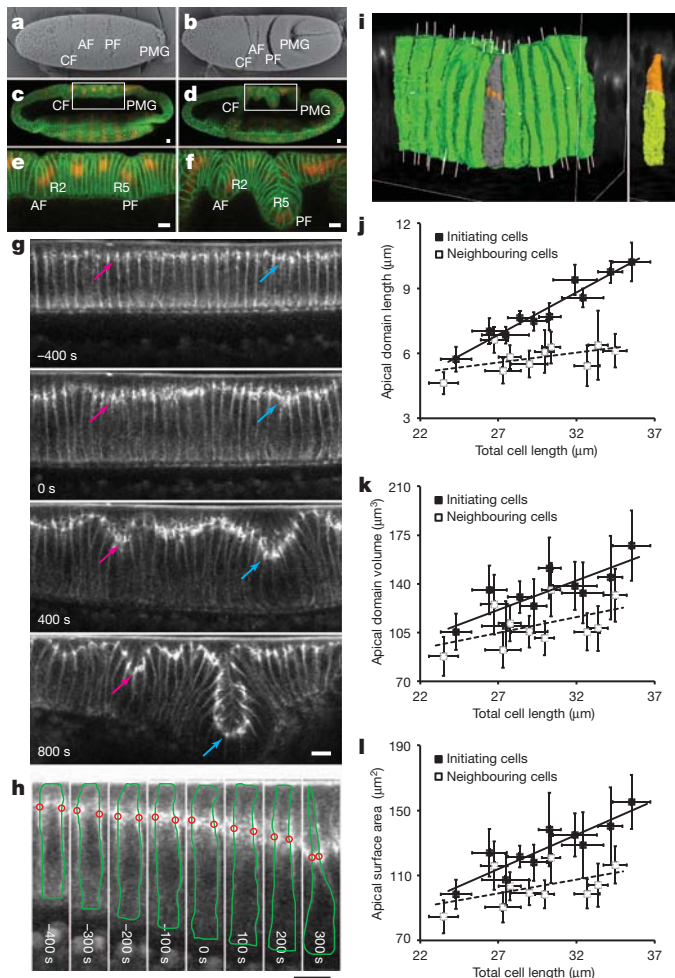 a
AF
PF
PMG
CF
b
AF
PMG
CF
PF
c
CF
PMG
d
CF
PMG
e
R2
R5
AF
PF
f
R2
R5
AF
PF
g
–400 s
0 s
400 s
800 s
h
–400 s
–300 s
–200 s
–100 s
0 s
100 s
200 s
300 s
i
j
Apical domain length (μm)
12
9
6
3
Initiating cells
Neighbouring cells
22
27
32
37
Total cell length (μm)
k
Apical domain volume (μm³)
210
175
140
105
70
Initiating cells
Neighbouring cells
22
27
32
37
Total cell length (μm)
l
Apical surface area (μm²)
190
150
110
70
Initiating cells
Neighbouring cells
22
27
32
37
Total cell length (μm)